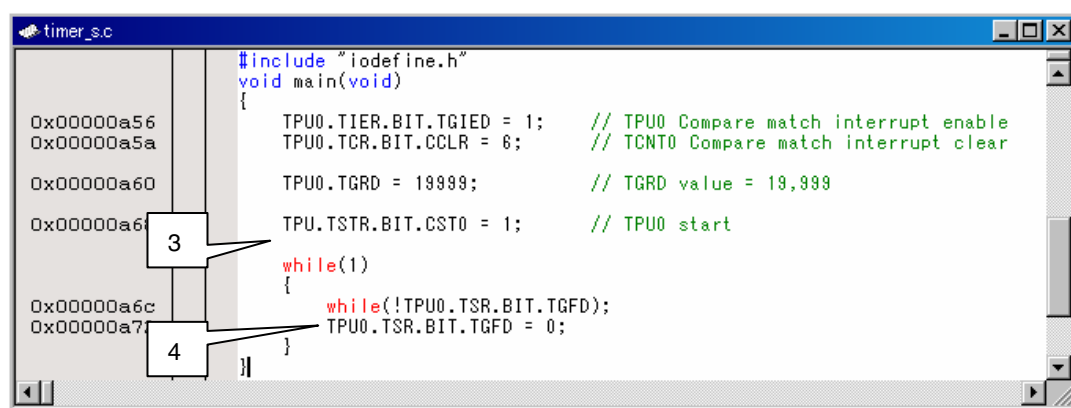 timer_s.c
#include "iodefine.h"
void main(void)
{
0x00000a56 TPU0.TIER.BIT.TGIED = 1; // TPU0 Compare match interrupt enable
0x00000a5a TPU0.TCR.BIT.CCLR = 6; // TCNT0 Compare match interrupt clear
0x00000a60 TPU0.TGRD = 19999; // TGRD value = 19,999
TPU.TSTR.BIT.CST0 = 1; // TPU0 start
3
while(1)
{
0x00000a6c while(!TPU0.TSR.BIT.TGFD);
TPU0.TSR.BIT.TGFD = 0;
4
}
}